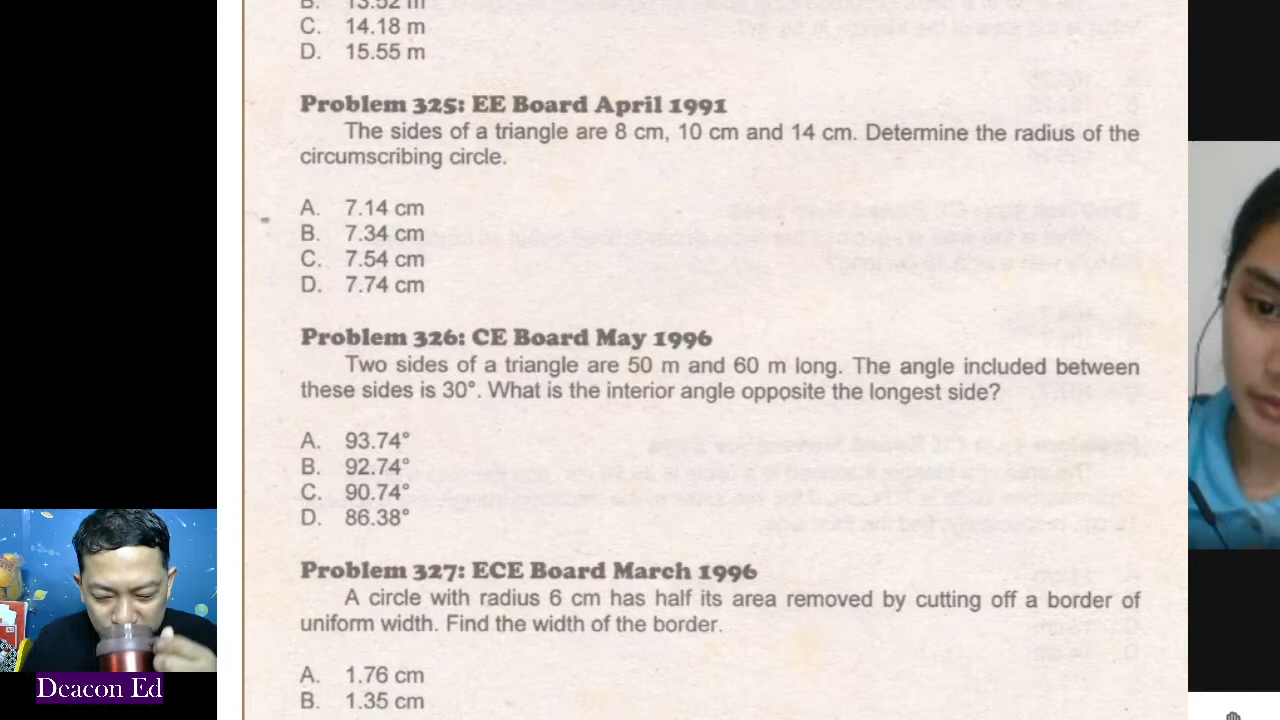 B. 13.52 m
C. 14.18 m
D. 15.55 m
Problem 325: EE Board April 1991
The sides of a triangle are 8 cm, 10 cm and 14 cm. Determine the radius of the
circumscribing circle.
A. 7.14 cm
B. 7.34 cm
C. 7.54 cm
D. 7.74 cm
Problem 326: CE Board May 1996
Two sides of a triangle are 50 m and 60 m long. The angle included between
these sides is 30°. What is the interior angle opposite the longest side?
A. 93.74°
B. 92.74°
C. 90.74°
D. 86.38°
Problem 327: ECE Board March 1996
A circle with radius 6 cm has half its area removed by cutting off a border of
uniform width. Find the width of the border.
A. 1.76 cm
B. 1.35 cm
Deacon Ed